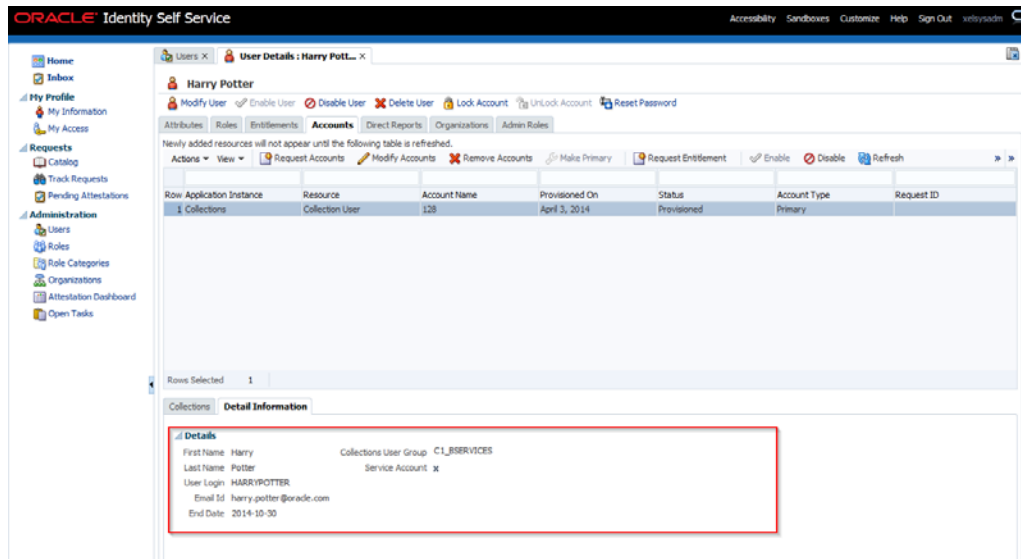 ORACLE Identity Self Service
Accessibility Sandboxes Customize Help Sign Out xelsysadm
Home
Inbox
My Profile
My Information
My Access
Requests
Catalog
Track Requests
Pending Attestations
Administration
Users
Roles
Role Categories
Organizations
Attestation Dashboard
Open Tasks
Users × User Details : Harry Pott... ×
Harry Potter
Modify User Enable User Disable User Delete User Lock Account UnLock Account Reset Password
Attributes Roles Entitlements Accounts Direct Reports Organizations Admin Roles
Newly added resources will not appear until the following table is refreshed.
Actions View Request Accounts Modify Accounts Remove Accounts Make Primary Request Entitlement Enable Disable Refresh » »
Row Application Instance Resource Account Name Provisioned On Status Account Type Request ID
1 Collections Collection User 128 April 3, 2014 Provisioned Primary
Rows Selected 1
Collections Detail Information
Details
First Name Harry Collections User Group C1_BSERVICES
Last Name Potter Service Account x
User Login HARRYPOTTER
Email Id harry.potter@oracle.com
End Date 2014-10-30